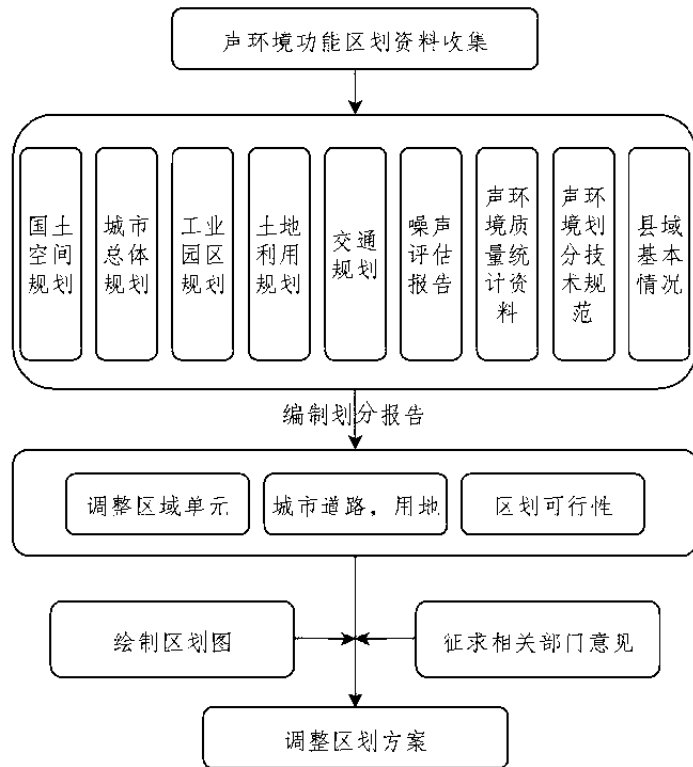 声环境功能区划资料收集
国土
空间
规划
城市
总体
规划
工业
园区
规划
土地
利用
规划
交通
规划
噪声
评估
报告
声环
境质
量统
计资
料
声环
境划
分技
术规
范
县域
基本
情况
编制划分报告
调整区域单元
城市道路，用地
区划可行性
绘制区划图
征求相关部门意见
调整区划方案